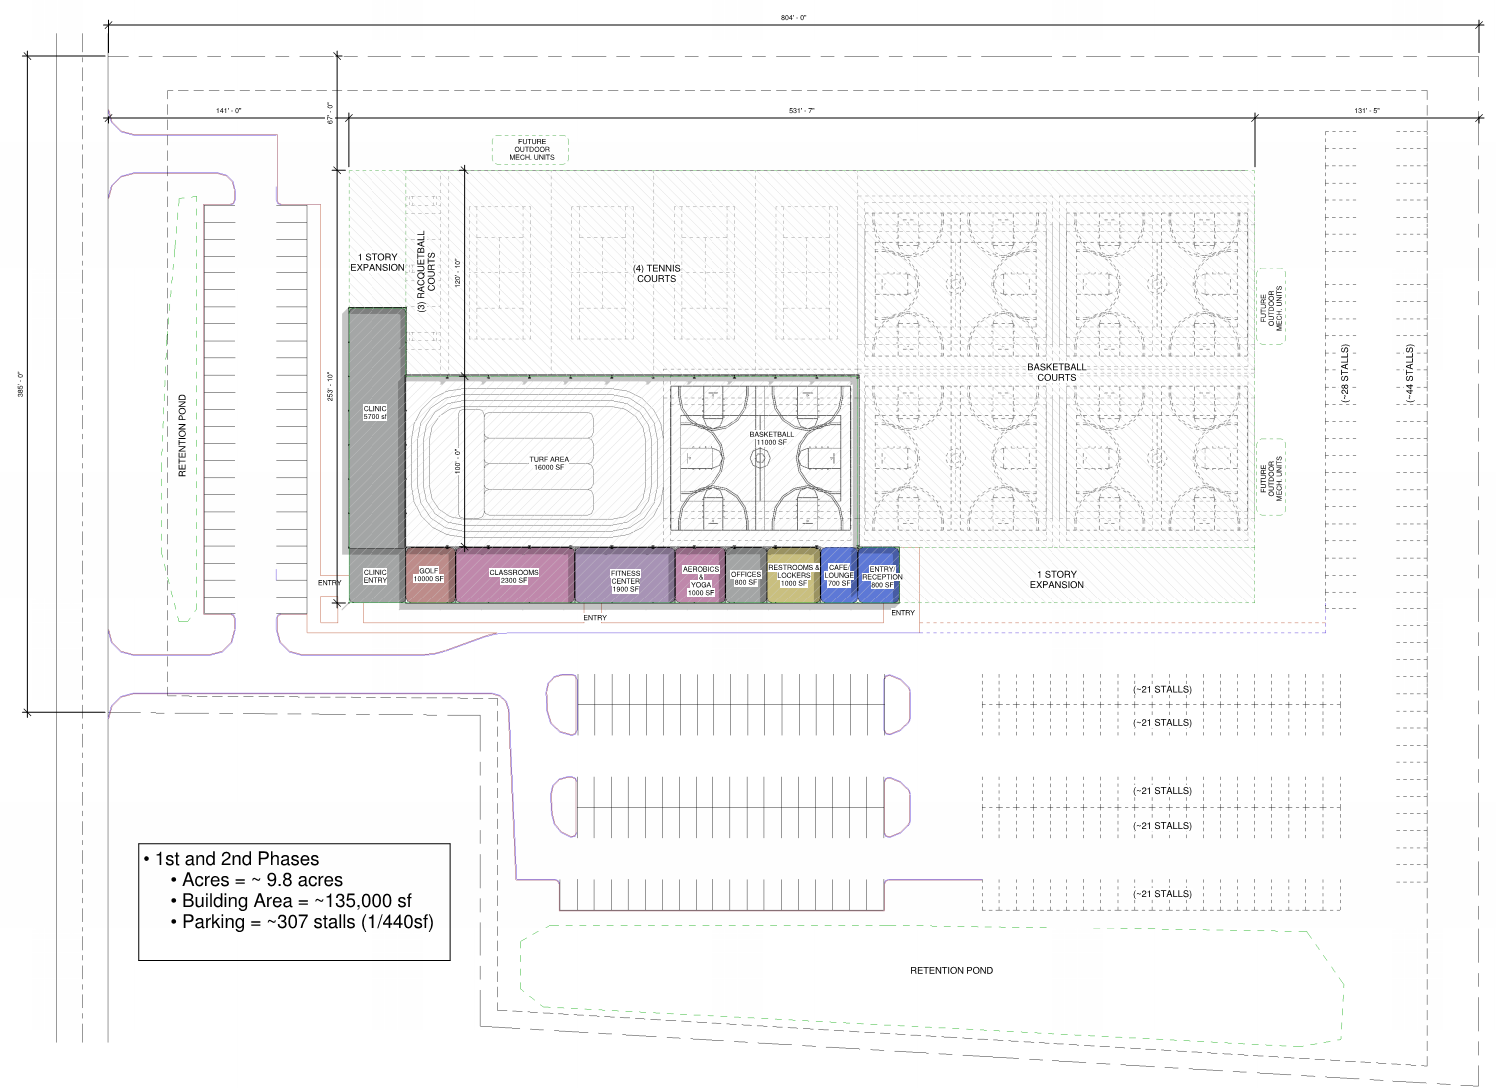 804' - 0"
141' - 0"
67' - 0"
531' - 7"
131' - 5"
FUTURE
OUTDOOR
MECH. UNITS
1 STORY
EXPANSION
(3) RACQUETBALL
COURTS
120' - 10"
(4) TENNIS
COURTS
FUTURE
OUTDOOR
MECH. UNITS
385' - 0"
253' - 10"
BASKETBALL
COURTS
(~28 STALLS)
(~44 STALLS)
RETENTION POND
CLINIC
5700 sf
100' - 0"
TURF AREA
16000 SF
BASKETBALL
11000 SF
FUTURE
OUTDOOR
MECH. UNITS
ENTRY
CLINIC
ENTRY
GOLF
10000 SF
CLASSROOMS
2300 SF
FITNESS
CENTER
1900 SF
AEROBICS
&
YOGA
1000 SF
OFFICES
800 SF
RESTROOMS &
LOCKERS
1000 SF
CAFE/
LOUNGE
700 SF
ENTRY/
RECEPTION
800 SF
1 STORY
EXPANSION
ENTRY
ENTRY
(~21 STALLS)
(~21 STALLS)
(~21 STALLS)
(~21 STALLS)
(~21 STALLS)
• 1st and 2nd Phases
• Acres = ~ 9.8 acres
• Building Area = ~135,000 sf
• Parking = ~307 stalls (1/440sf)
RETENTION POND